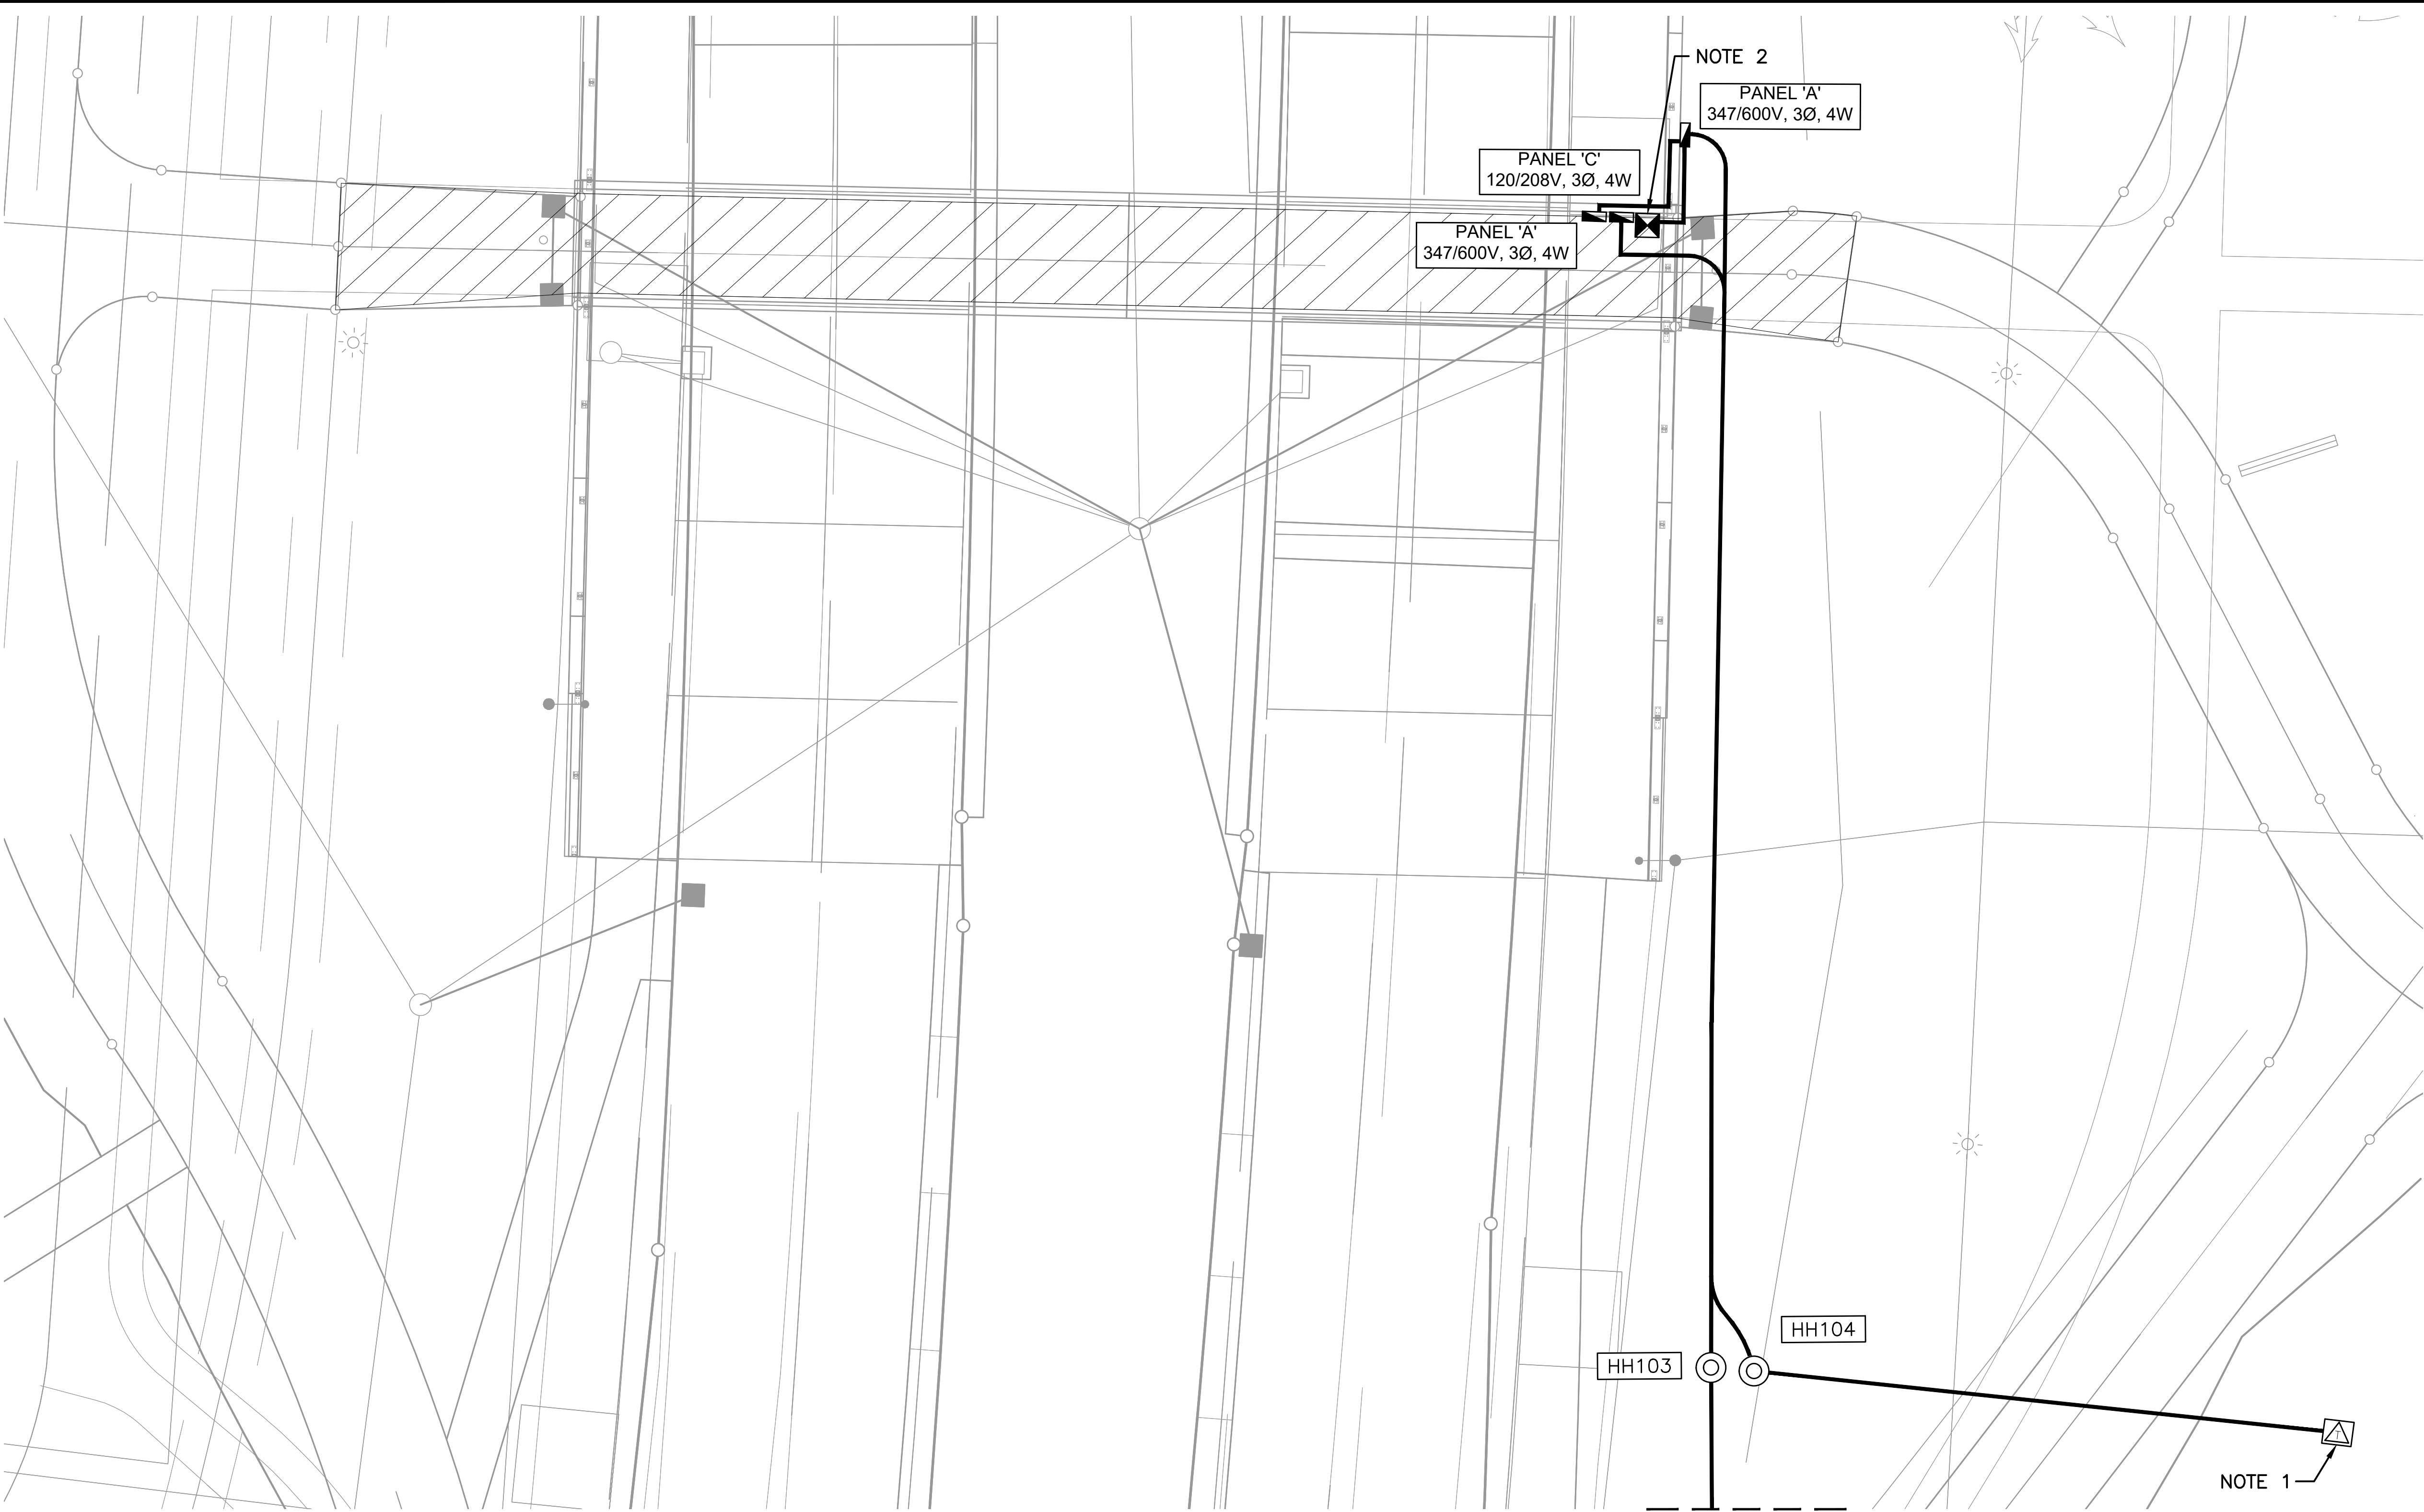 NOTE 2
PANEL 'A'
347/600V, 3Ø, 4W
PANEL 'C'
120/208V, 3Ø, 4W
PANEL 'A'
347/600V, 3Ø, 4W
HH104
HH103
T
NOTE 1